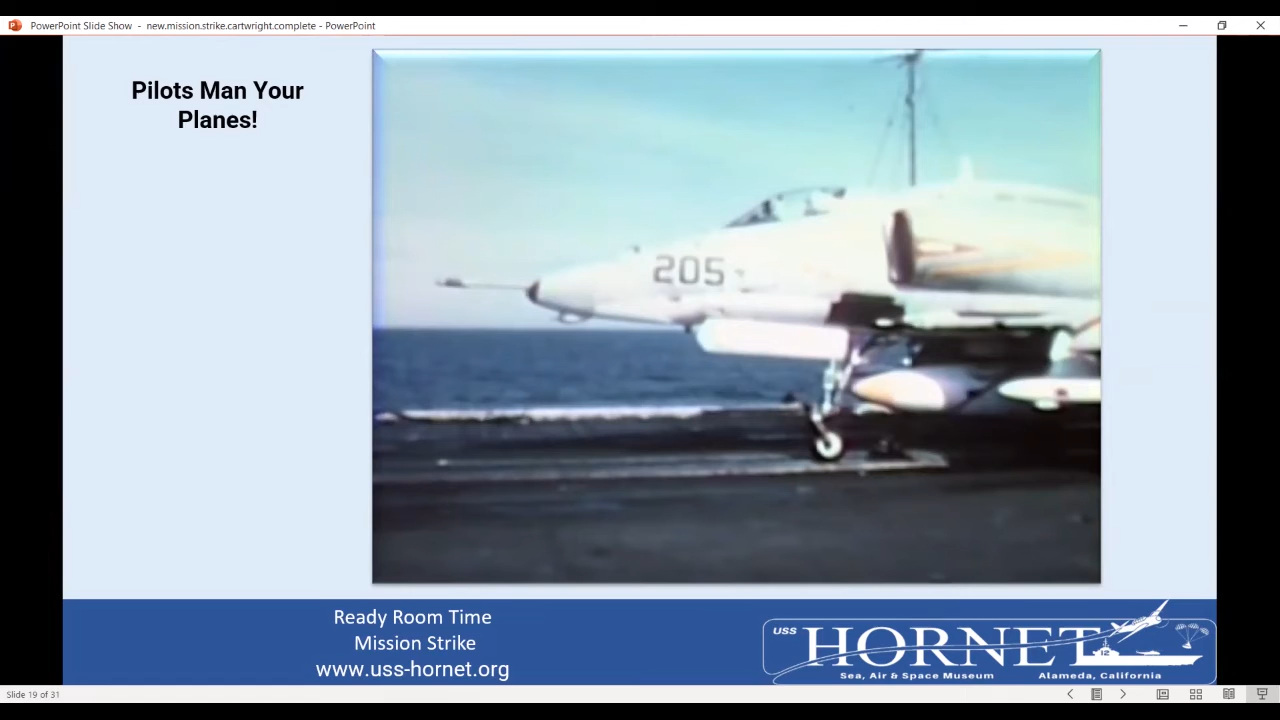 PowerPoint Slide Show - new.mission.strike.cartwright.complete - PowerPoint
Pilots Man Your
Planes!
205
Ready Room Time
Mission Strike
www.uss-hornet.org
USS
HORNET
Sea, Air & Space Museum Alameda, California
Slide 19 of 31